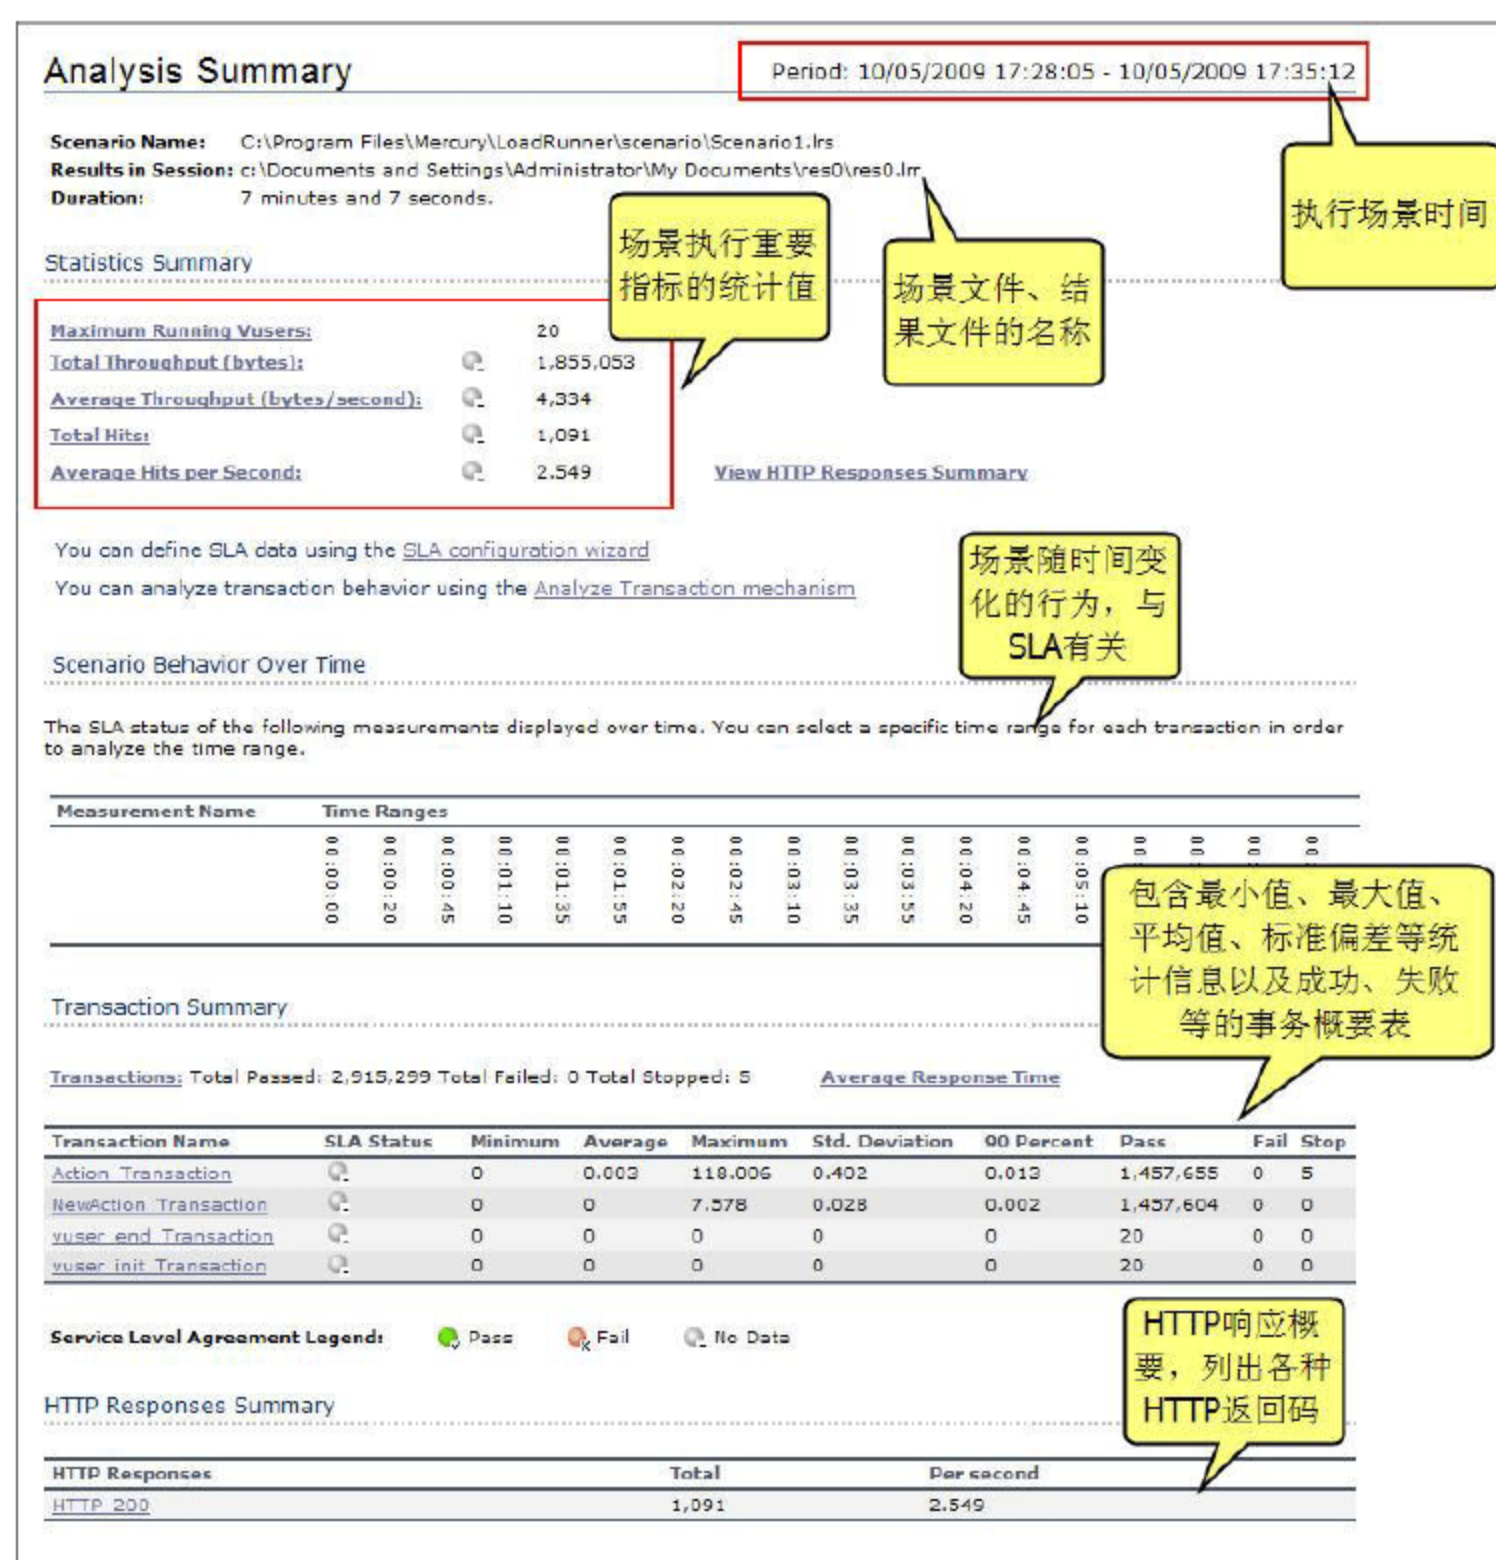 Analysis Summary
Period: 10/05/2009 17:28:05 - 10/05/2009 17:35:12
Scenario Name: C:\Program Files\Mercury\LoadRunner\scenario\Scenario1.lrs
Results in Session: c:\Documents and Settings\Administrator\My Documents\res0\res0.lrr
Duration: 7 minutes and 7 seconds.
执行场景时间
场景执行重要
指标的统计值
场景文件、结
果文件的名称
Statistics Summary
Maximum Running Vusers: 20
Total Throughput (bytes): 1,855,053
Average Throughput (bytes/second): 4,334
Total Hits: 1,091
Average Hits per Second: 2.549 View HTTP Responses Summary
You can define SLA data using the SLA configuration wizard
You can analyze transaction behavior using the Analyze Transaction mechanism
场景随时间变
化的行为，与
SLA有关
Scenario Behavior Over Time
The SLA status of the following measurements displayed over time. You can select a specific time range for each transaction in order
to analyze the time range.
Measurement Name Time Ranges
00:00:00 00:00:20 00:00:45 00:01:10 00:01:35 00:01:55 00:02:20 00:02:45 00:03:10 00:03:35 00:03:55 00:04:20 00:04:45 00:05:10 00 00 00 00
包含最小值、最大值、
平均值、标准偏差等统
计信息以及成功、失败
等的事务概要表
Transaction Summary
Transactions: Total Passed: 2,915,299 Total Failed: 0 Total Stopped: 5 Average Response Time
Transaction Name SLA Status Minimum Average Maximum Std. Deviation 90 Percent Pass Fail Stop
Action_Transaction 0 0.003 118.006 0.402 0.013 1,457,655 0 5
NewAction_Transaction 0 0 7.578 0.028 0.002 1,457,604 0 0
vuser_end_Transaction 0 0 0 0 0 20 0 0
vuser_init_Transaction 0 0 0 0 0 20 0 0
Service Level Agreement Legend: Pass Fail No Data
HTTP响应概
要，列出各种
HTTP返回码
HTTP Responses Summary
HTTP Responses Total Per second
HTTP_200 1,091 2.549